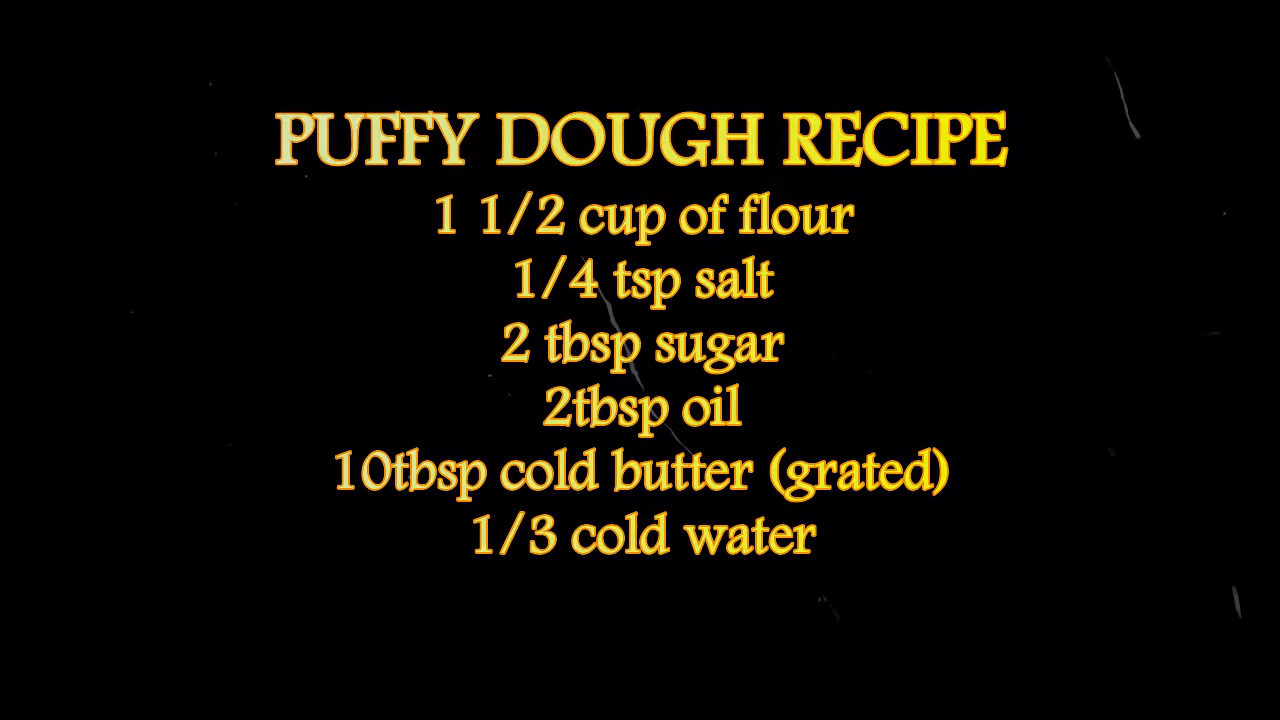 PUFFY DOUGH RECIPE
1 1/2 cup of flour
1/4 tsp salt
2 tbsp sugar
2tbsp oil
10tbsp cold butter (grated)
1/3 cold water